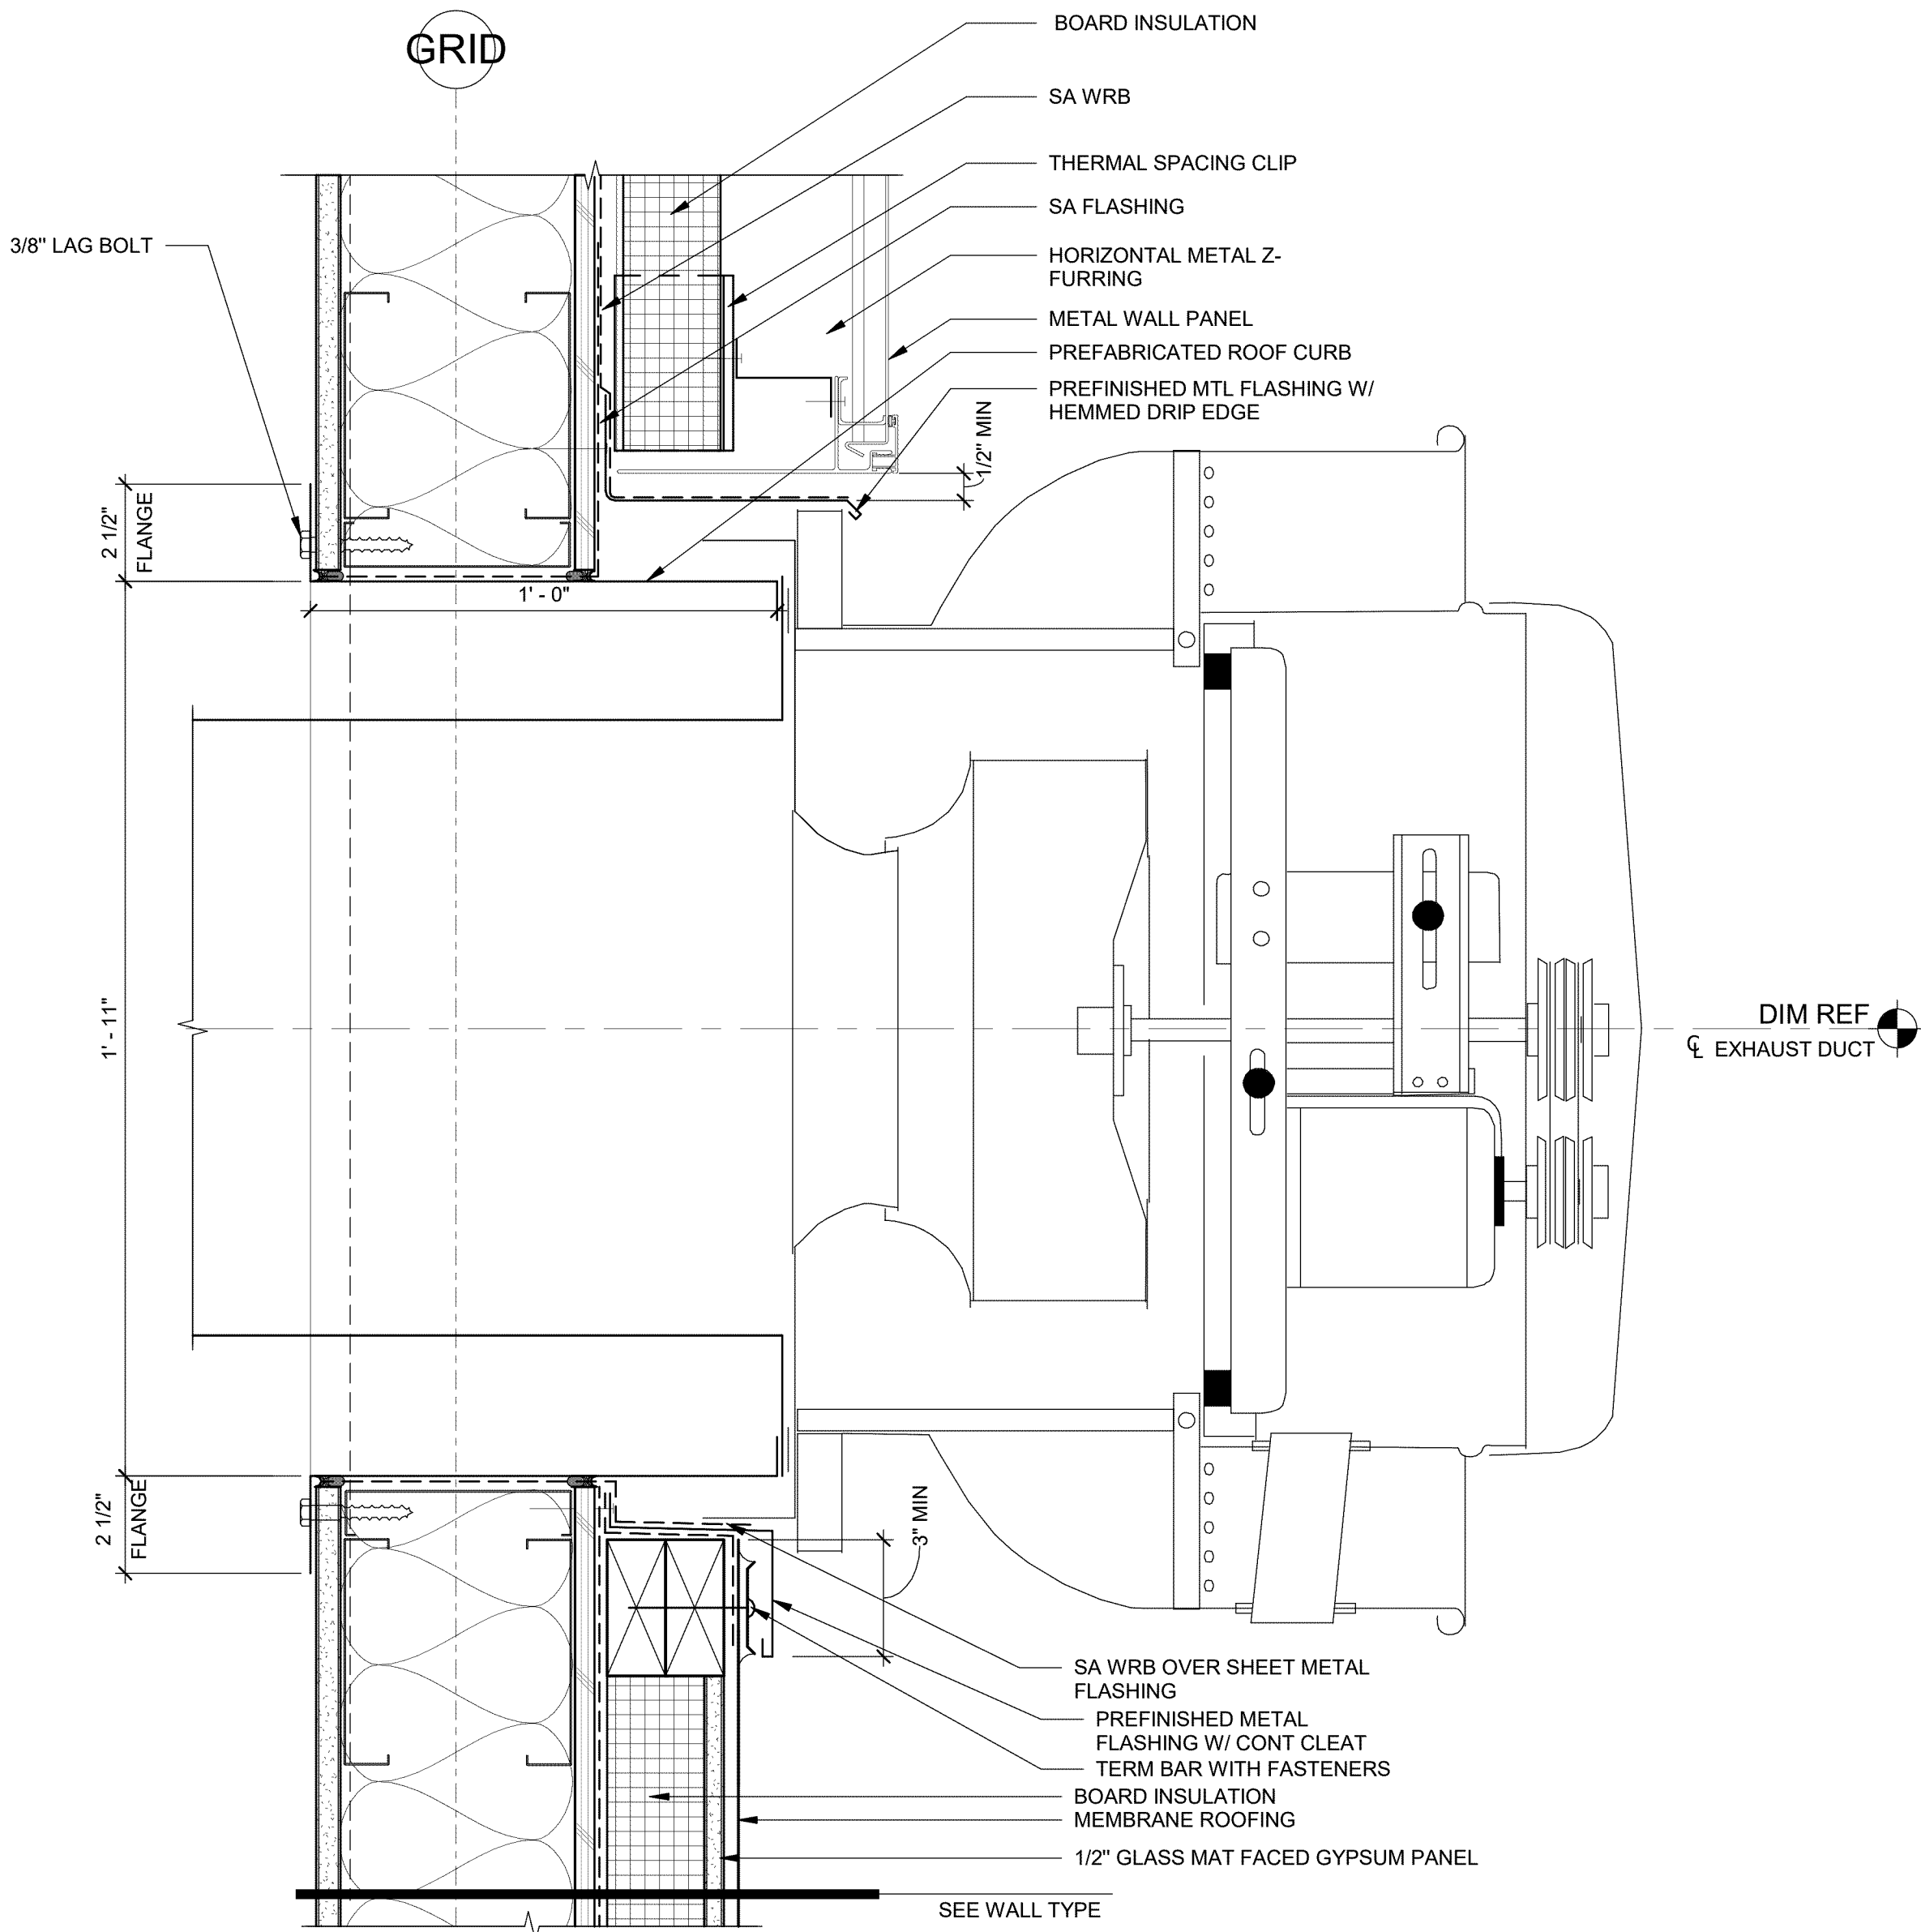 GRID
BOARD INSULATION
SA WRB
THERMAL SPACING CLIP
SA FLASHING
3/8" LAG BOLT
HORIZONTAL METAL Z-
FURRING
METAL WALL PANEL
PREFABRICATED ROOF CURB
PREFINISHED MTL FLASHING W/
HEMMED DRIP EDGE
1/2" MIN
2 1/2"
FLANGE
1' - 0"
1' - 11"
DIM REF
℄ EXHAUST DUCT
2 1/2"
FLANGE
3" MIN
SA WRB OVER SHEET METAL
FLASHING
PREFINISHED METAL
FLASHING W/ CONT CLEAT
TERM BAR WITH FASTENERS
BOARD INSULATION
MEMBRANE ROOFING
1/2" GLASS MAT FACED GYPSUM PANEL
SEE WALL TYPE